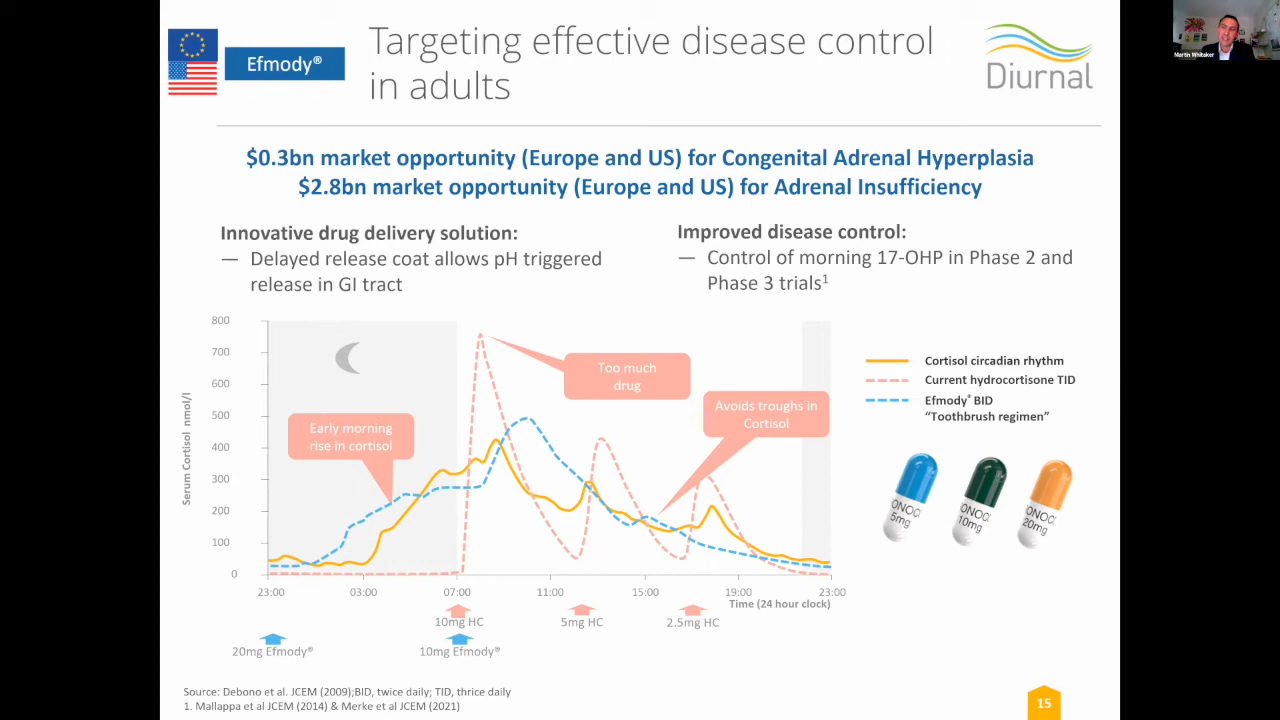 Efmody®
Targeting effective disease control
in adults
Diurnal
Martin Whitaker
$0.3bn market opportunity (Europe and US) for Congenital Adrenal Hyperplasia
$2.8bn market opportunity (Europe and US) for Adrenal Insufficiency
Innovative drug delivery solution:
— Delayed release coat allows pH triggered
release in GI tract
Improved disease control:
— Control of morning 17-OHP in Phase 2 and
Phase 3 trials¹
Serum Cortisol nmol/l
800
700
600
500
400
300
200
100
0
Early morning
rise in cortisol
Too much
drug
Avoids troughs in
Cortisol
Cortisol circadian rhythm
Current hydrocortisone TID
Efmody® BID
“Toothbrush regimen”
ONOC
5mg
ONOC
10mg
ONOC
20mg
23:00
03:00
07:00
11:00
15:00
19:00
23:00
Time (24 hour clock)
10mg HC
5mg HC
2.5mg HC
20mg Efmody®
10mg Efmody®
Source: Debono et al. JCEM (2009);BID, twice daily; TID, thrice daily
1. Mallappa et al JCEM (2014) & Merke et al JCEM (2021)
15